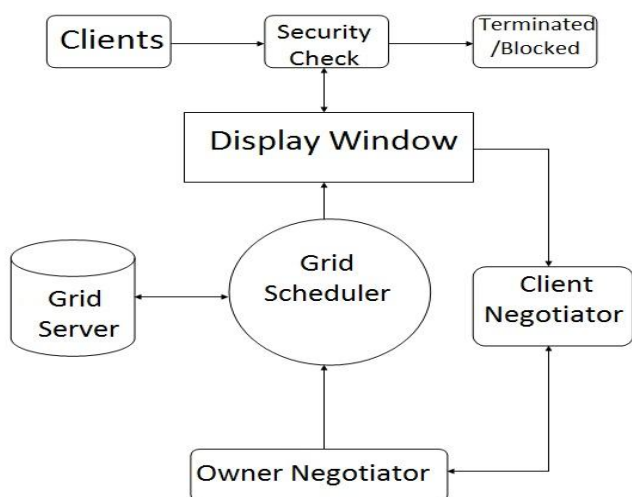 Clients
Security
Check
Terminated
/Blocked
Display Window
Grid
Scheduler
Grid
Server
Client
Negotiator
Owner Negotiator